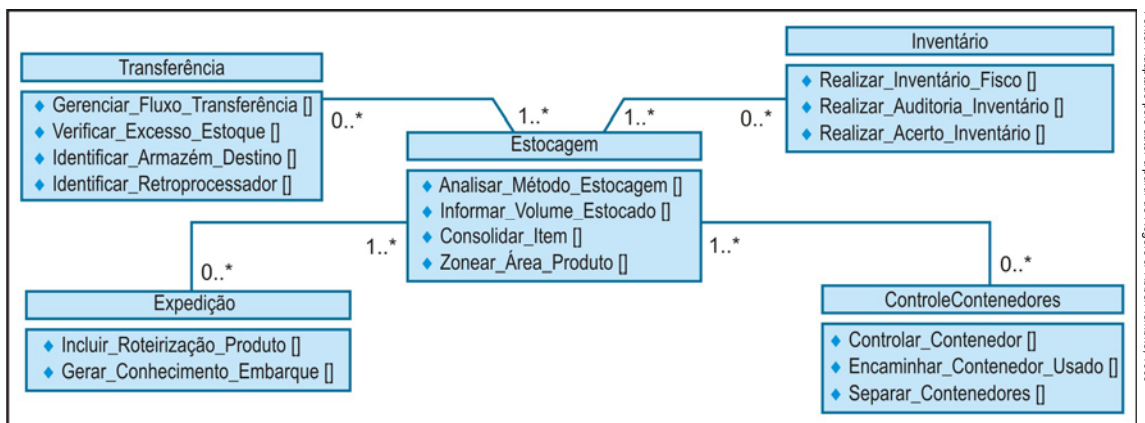 Transferência
Gerenciar_Fluxo_Transferência []
Verificar_Excesso_Estoque []
Identificar_Armazém_Destino []
Identificar_Retroprocessador []
0..*
1..*
Inventário
Realizar_Inventário_Fisco []
Realizar_Auditoria_Inventário []
Realizar_Acerto_Inventário []
1..*
0..*
Estocagem
Analisar_Método_Estocagem []
Informar_Volume_Estocado []
Consolidar_Item []
Zonear_Área_Produto []
1..*
1..*
0..*
0..*
Expedição
Incluir_Roteirização_Produto []
Gerar_Conhecimento_Embarque []
ControleContenedores
Controlar_Contenedor []
Encaminhar_Contenedor_Usado []
Separar_Contenedores []